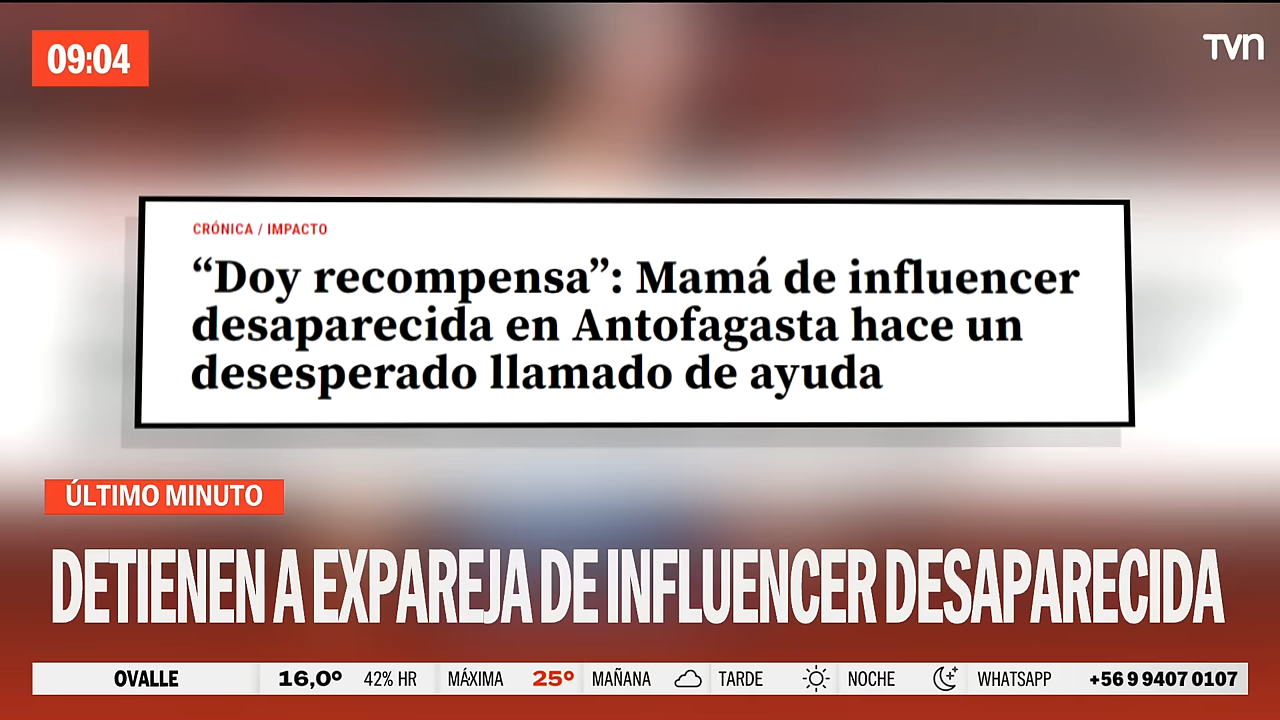 09:04
TVN
CRÓNICA / IMPACTO
“Doy recompensa”: Mamá de influencer
desaparecida en Antofagasta hace un
desesperado llamado de ayuda
ÚLTIMO MINUTO
DETIENEN A EXPAREJA DE INFLUENCER DESAPARECIDA
OVALLE 16,0º 42% HR MÁXIMA 25º MAÑANA TARDE NOCHE WHATSAPP +56 9 9407 0107